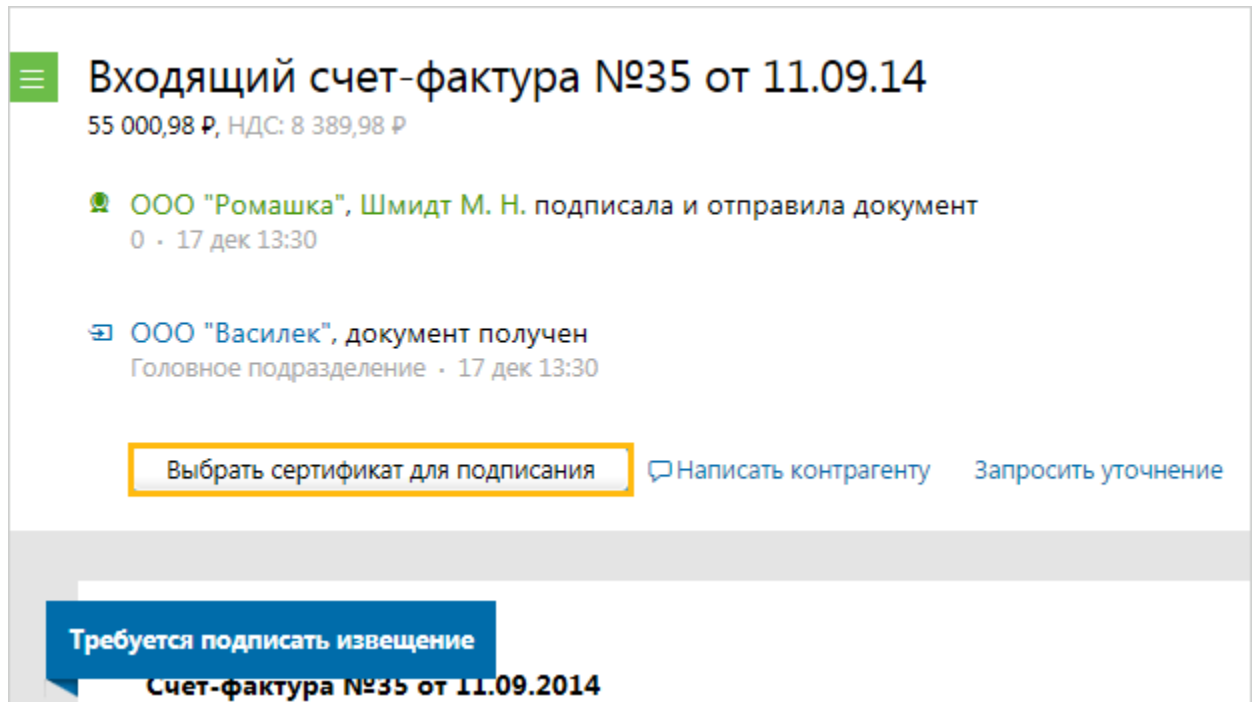 Входящий счет-фактура №35 от 11.09.14
55 000,98 ₽, НДС: 8 389,98 ₽
ООО "Ромашка", Шмидт М. Н. подписала и отправила документ
0 · 17 дек 13:30
ООО "Василек", документ получен
Головное подразделение · 17 дек 13:30
Выбрать сертификат для подписания Написать контрагенту Запросить уточнение
Требуется подписать извещение
Счет-фактура №35 от 11.09.2014